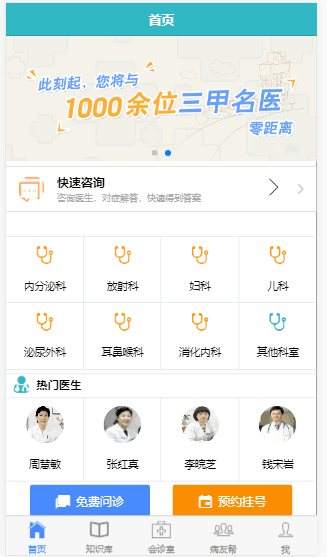 首页
此刻起，您将与
1000余位三甲名医
零距离
快速咨询
咨询医生，对症解答，快速得到答案
内分泌科 放射科 妇科 儿科
泌尿外科 耳鼻喉科 消化内科 其他科室
热门医生
周慧敏 张红真 李晓芝 钱宋岩
免费问诊 预约挂号
首页 知识库 会诊室 病友帮 我